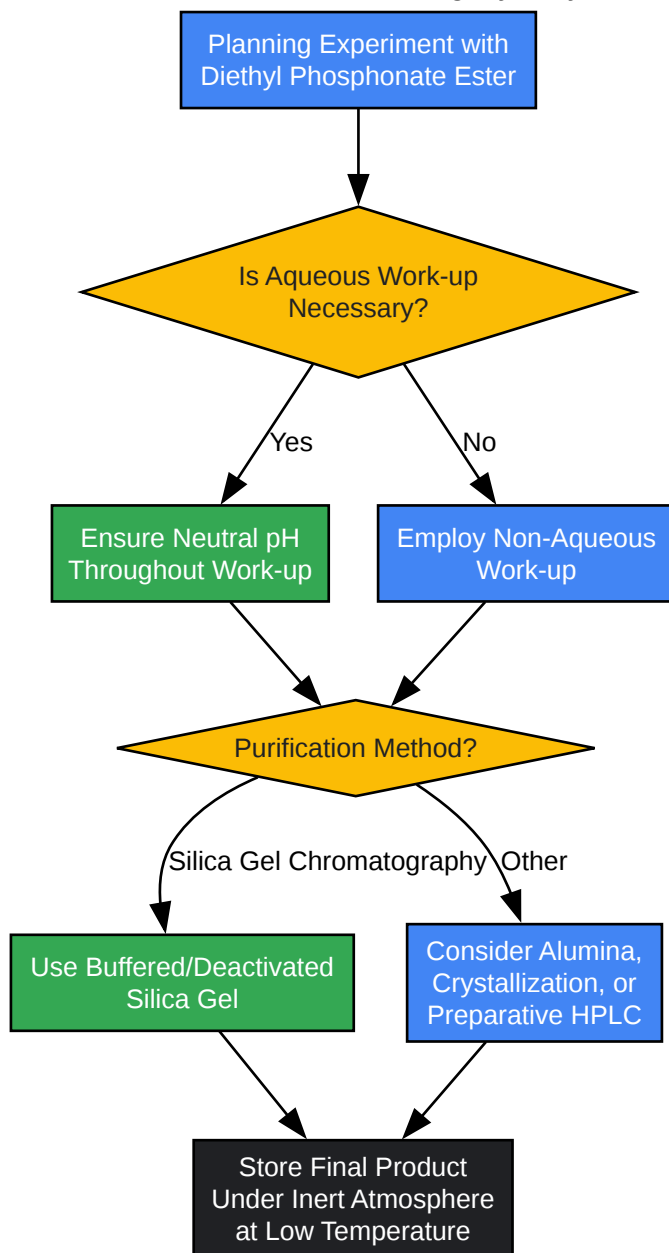 Planning Experiment with
Diethyl Phosphonate Ester
Is Aqueous Work-up
Necessary?
Yes
No
Ensure Neutral pH
Throughout Work-up
Employ Non-Aqueous
Work-up
Purification Method?
Silica Gel Chromatography
Other
Use Buffered/Deactivated
Silica Gel
Consider Alumina,
Crystallization, or
Preparative HPLC
Store Final Product
Under Inert Atmosphere
at Low Temperature